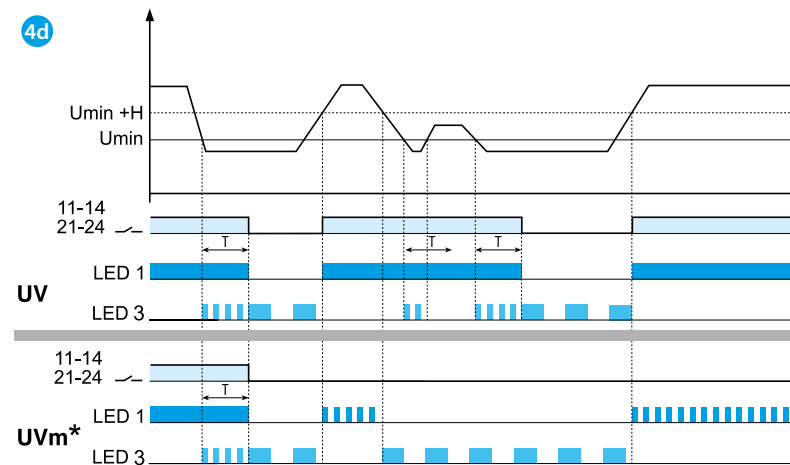 4d
Umin +H
Umin
11-14
21-24
T
T
T
LED 1
UV
LED 3
11-14
21-24
T
LED 1
UVm*
LED 3